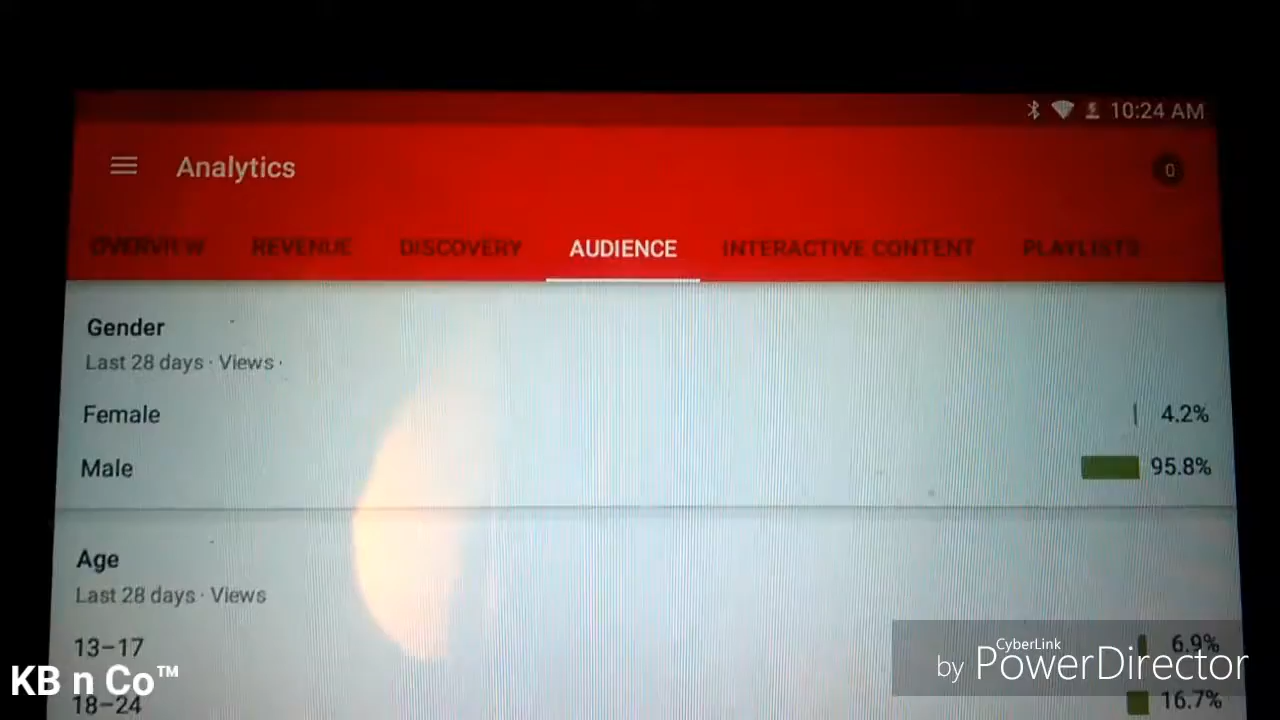 10:24 AM
Analytics
0
OVERVIEW REVENUE DISCOVERY AUDIENCE INTERACTIVE CONTENT PLAYLISTS
Gender
Last 28 days · Views ·
Female 4.2%
Male 95.8%
Age
Last 28 days · Views
13–17 6.9%
18–24 16.7%
KB n Co™
CyberLink
by PowerDirector